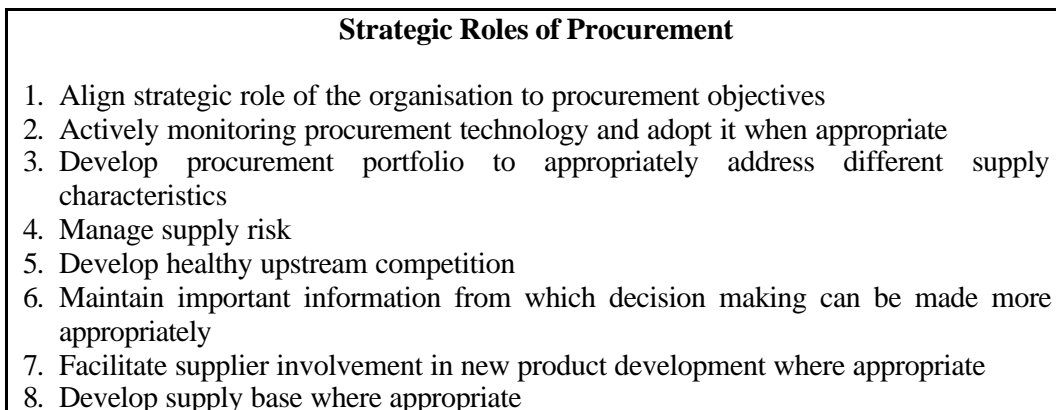 Strategic Roles of Procurement
1. Align strategic role of the organisation to procurement objectives
2. Actively monitoring procurement technology and adopt it when appropriate
3. Develop procurement portfolio to appropriately address different supply
characteristics
4. Manage supply risk
5. Develop healthy upstream competition
6. Maintain important information from which decision making can be made more
appropriately
7. Facilitate supplier involvement in new product development where appropriate
8. Develop supply base where appropriate